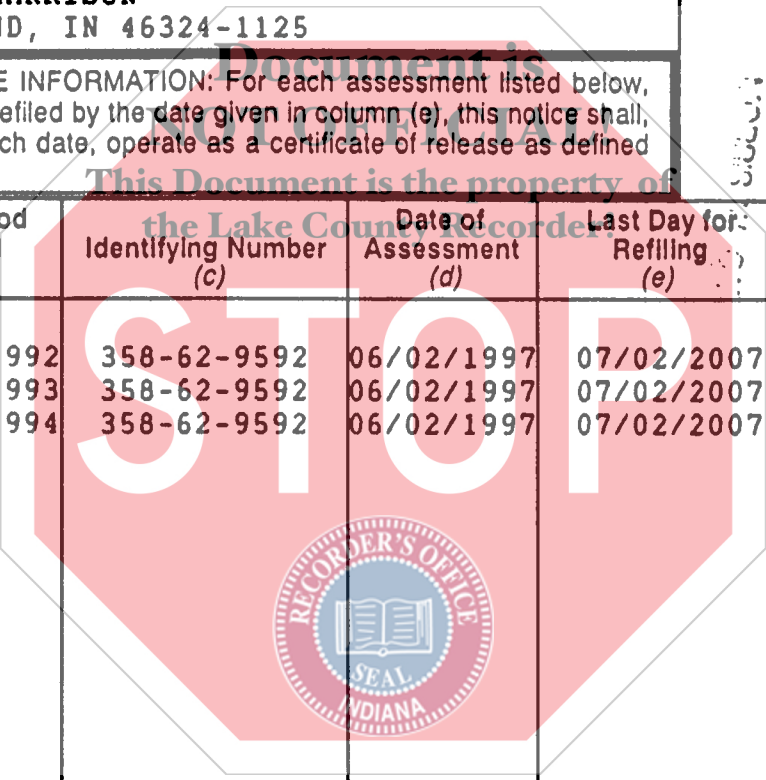 ND, IN 46324-1125
Document is
E INFORMATION: For each assessment listed below,
efiled by the date given in column (e), this notice shall,
NOT OFFICIAL!
ch date, operate as a certificate of release as defined
This Document is the property of
the Lake County Recorder!
od
Identifying Number
(c)
Date of
Assessment
(d)
Last Day for
Refiling
(e)
992 358-62-9592 06/02/1997 07/02/2007
993 358-62-9592 06/02/1997 07/02/2007
994 358-62-9592 06/02/1997 07/02/2007
STOP
RECORDER'S OFFICE
SEAL
INDIANA